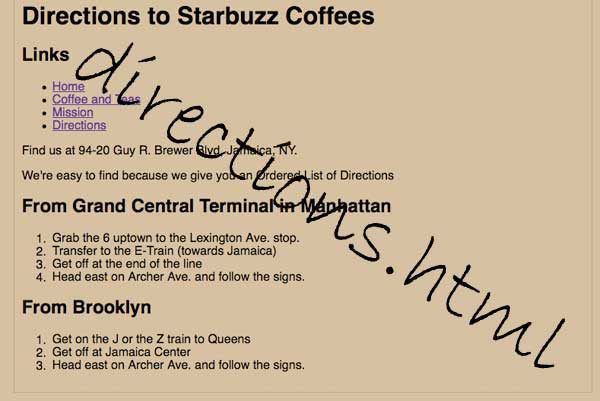 Directions to Starbuzz Coffees
Links
Home
Coffee and Teas
Mission
Directions
Find us at 94-20 Guy R. Brewer Blvd. Jamaica, NY.
We're easy to find because we give you an Ordered List of Directions
From Grand Central Terminal in Manhattan
1. Grab the 6 uptown to the Lexington Ave. stop.
2. Transfer to the E-Train (towards Jamaica)
3. Get off at the end of the line
4. Head east on Archer Ave. and follow the signs.
From Brooklyn
1. Get on the J or the Z train to Queens
2. Get off at Jamaica Center
3. Head east on Archer Ave. and follow the signs.
directions.html